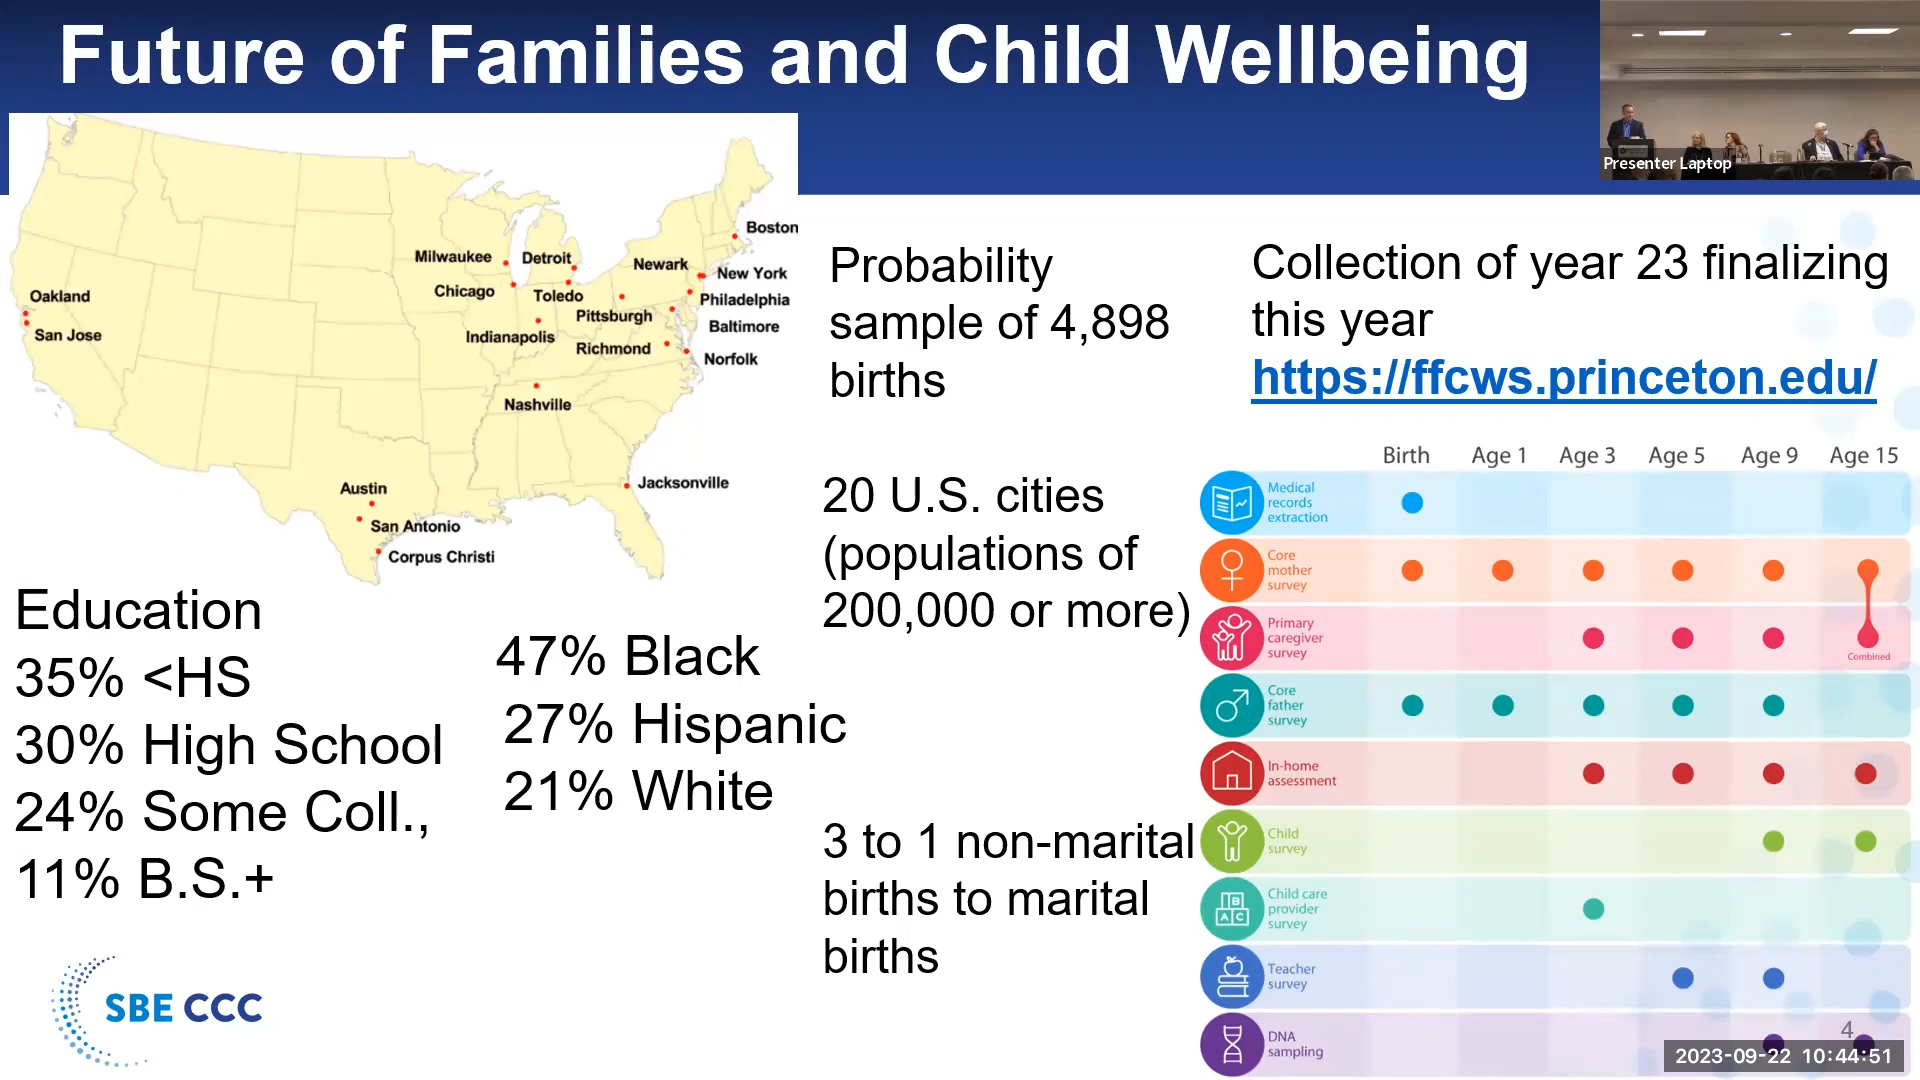 Future of Families and Child Wellbeing
Presenter Laptop
Boston
Milwaukee
Detroit
Newark
New York
Chicago
Toledo
Philadelphia
Oakland
Pittsburgh
Baltimore
San Jose
Indianapolis
Richmond
Norfolk
Nashville
Jacksonville
Austin
San Antonio
Corpus Christi
Education
35% <HS
30% High School
24% Some Coll.,
11% B.S.+
47% Black
27% Hispanic
21% White
Probability
sample of 4,898
births
20 U.S. cities
(populations of
200,000 or more)
3 to 1 non-marital
births to marital
births
Collection of year 23 finalizing
this year
https://ffcws.princeton.edu/
Birth Age 1 Age 3 Age 5 Age 9 Age 15
Medical
records
extraction
Core
mother
survey
Primary
caregiver
survey
Combined
Core
father
survey
In-home
assessment
Child
survey
B
A C
Child care
provider
survey
Teacher
survey
DNA
sampling
SBE CCC
4
2023-09-22 10:44:51